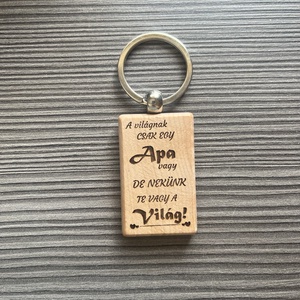 A világnak
CSAK EGY
Apa
vagy
DE NEKÜNK
TE VAGY A
Világ!